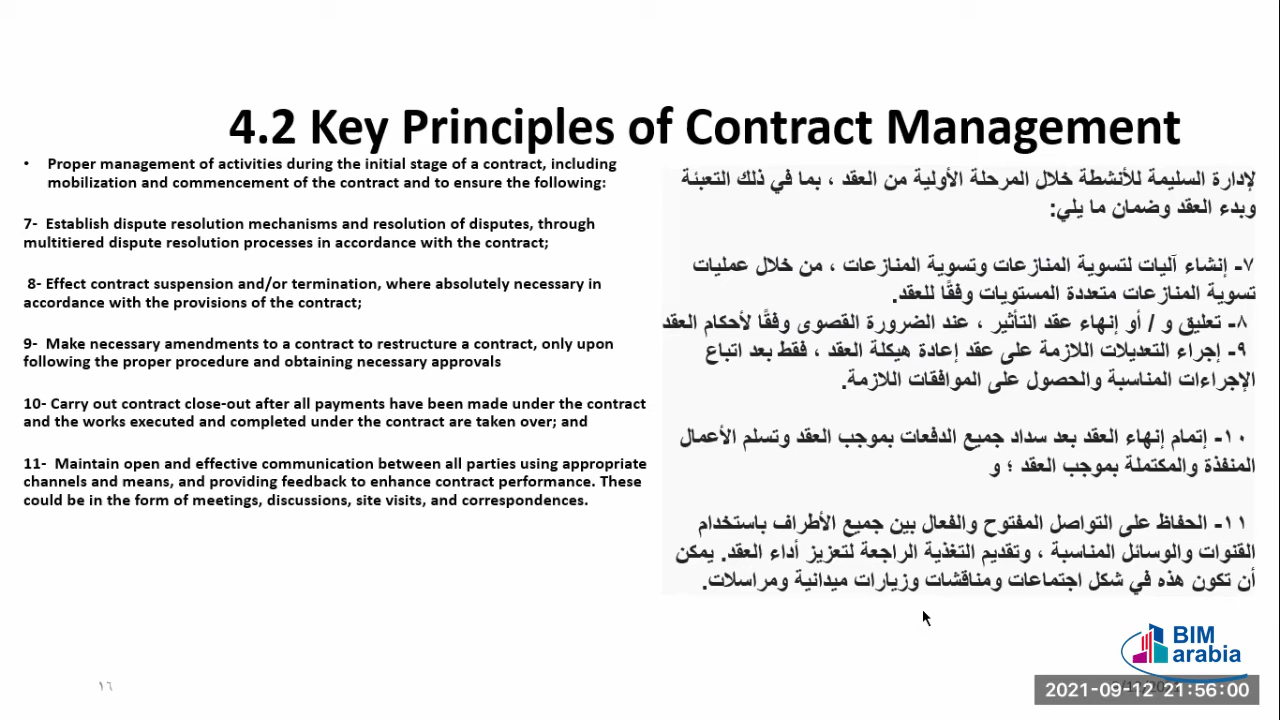 4.2 Key Principles of Contract Management
• Proper management of activities during the initial stage of a contract, including
mobilization and commencement of the contract and to ensure the following:
7- Establish dispute resolution mechanisms and resolution of disputes, through
multitiered dispute resolution processes in accordance with the contract;
8- Effect contract suspension and/or termination, where absolutely necessary in
accordance with the provisions of the contract;
9- Make necessary amendments to a contract to restructure a contract, only upon
following the proper procedure and obtaining necessary approvals
10- Carry out contract close-out after all payments have been made under the contract
and the works executed and completed under the contract are taken over; and
11- Maintain open and effective communication between all parties using appropriate
channels and means, and providing feedback to enhance contract performance. These
could be in the form of meetings, discussions, site visits, and correspondences.
لإدارة السليمة للأنشطة خلال المرحلة الأولية من العقد ، بما في ذلك التعبئة
وبدء العقد وضمان ما يلي:
٧- إنشاء آليات لتسوية المنازعات وتسوية المنازعات ، من خلال عمليات
تسوية المنازعات متعددة المستويات وفقًا للعقد.
٨- تعليق و / أو إنهاء عقد التأثير ، عند الضرورة القصوى وفقًا لأحكام العقد
٩- إجراء التعديلات اللازمة على عقد إعادة هيكلة العقد ، فقط بعد اتباع
الإجراءات المناسبة والحصول على الموافقات اللازمة.
١٠- إتمام إنهاء العقد بعد سداد جميع الدفعات بموجب العقد وتسلم الأعمال
المنفذة والمكتملة بموجب العقد ؛ و
١١- الحفاظ على التواصل المفتوح والفعال بين جميع الأطراف باستخدام
القنوات والوسائل المناسبة ، وتقديم التغذية الراجعة لتعزيز أداء العقد. يمكن
أن تكون هذه في شكل اجتماعات ومناقشات وزيارات ميدانية ومراسلات.
BIM
arabia
١٦
2021-09-12 21:56:00